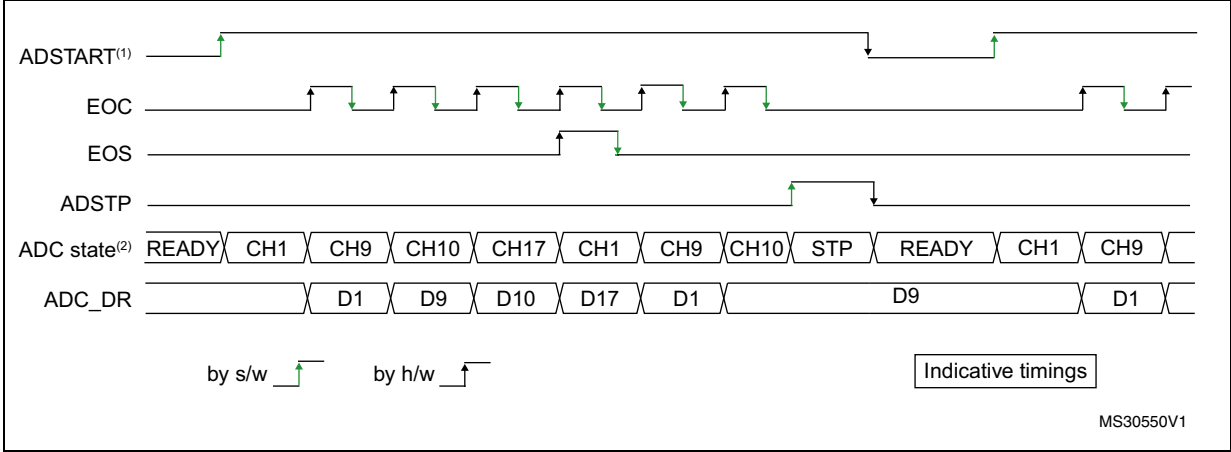 ADSTART(1)
EOC
EOS
ADSTP
ADC state(2) READY CH1 CH9 CH10 CH17 CH1 CH9 CH10 STP READY CH1 CH9
ADC_DR D1 D9 D10 D17 D1 D9 D1
by s/w by h/w Indicative timings
MS30550V1